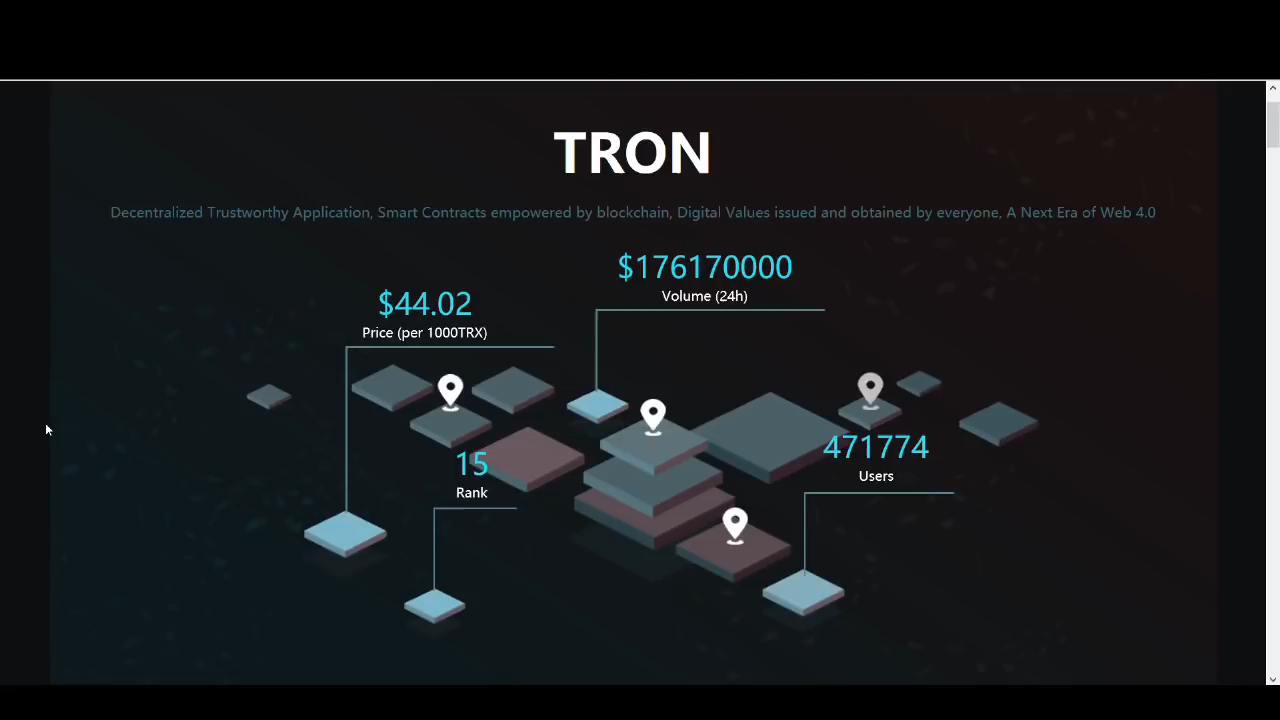 TRON
Decentralized Trustworthy Application, Smart Contracts empowered by blockchain, Digital Values issued and obtained by everyone, A Next Era of Web 4.0
$176170000
Volume (24h)
$44.02
Price (per 1000TRX)
471774
Users
15
Rank